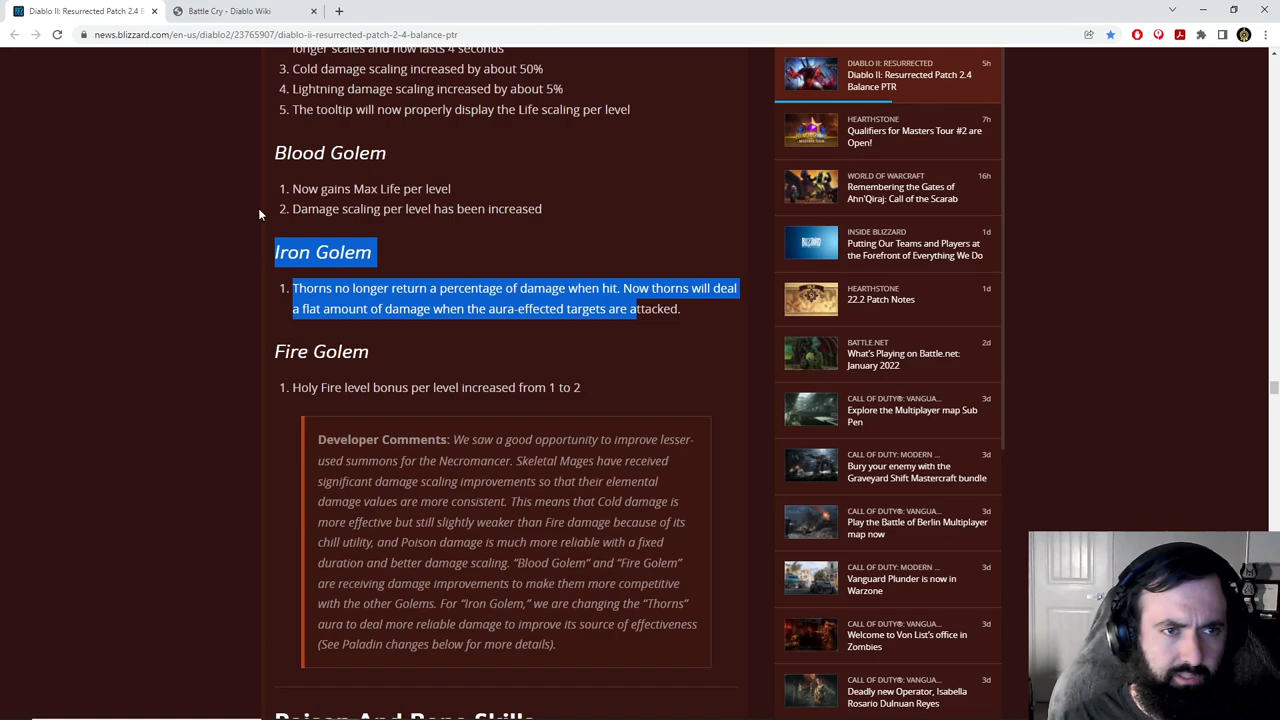 Diablo II: Resurrected Patch 2.4 B
Battle Cry - Diablo Wiki
news.blizzard.com/en-us/diablo2/23765907/diablo-ii-resurrected-patch-2-4-balance-ptr
longer scales and now lasts 4 seconds
3. Cold damage scaling increased by about 50%
4. Lightning damage scaling increased by about 5%
5. The tooltip will now properly display the Life scaling per level
Blood Golem
1. Now gains Max Life per level
2. Damage scaling per level has been increased
Iron Golem
1. Thorns no longer return a percentage of damage when hit. Now thorns will deal
a flat amount of damage when the aura-effected targets are attacked.
Fire Golem
1. Holy Fire level bonus per level increased from 1 to 2
Developer Comments: We saw a good opportunity to improve lesser-
used summons for the Necromancer. Skeletal Mages have received
significant damage scaling improvements so that their elemental
damage values are more consistent. This means that Cold damage is
more effective but still slightly weaker than Fire damage because of its
chill utility, and Poison damage is much more reliable with a fixed
duration and better damage scaling. "Blood Golem" and "Fire Golem"
are receiving damage improvements to make them more competitive
with the other Golems. For "Iron Golem," we are changing the "Thorns"
aura to deal more reliable damage to improve its source of effectiveness
(See Paladin changes below for more details).
Poison And Bone Skills
DIABLO II: RESURRECTED 5h
Diablo II: Resurrected Patch 2.4
Balance PTR
HEARTHSTONE 7h
Qualifiers for Masters Tour #2 are
Open!
WORLD OF WARCRAFT 16h
Remembering the Gates of
Ahn'Qiraj: Call of the Scarab
INSIDE BLIZZARD 1d
Putting Our Teams and Players at
the Forefront of Everything We Do
HEARTHSTONE 1d
22.2 Patch Notes
BATTLE.NET 2d
What's Playing on Battle.net:
January 2022
CALL OF DUTY®: VANGUA... 3d
Explore the Multiplayer map Sub
Pen
CALL OF DUTY: MODERN ... 3d
Bury your enemy with the
Graveyard Shift Mastercraft bundle
CALL OF DUTY®: VANGUA... 3d
Play the Battle of Berlin Multiplayer
map now
CALL OF DUTY: MODERN ... 3d
Vanguard Plunder is now in
Warzone
CALL OF DUTY®: VANGUA... 3d
Welcome to Von List's office in
Zombies
CALL OF DUTY®: VANGUA... 3d
Deadly new Operator, Isabella
Rosario Dulnuan Reyes